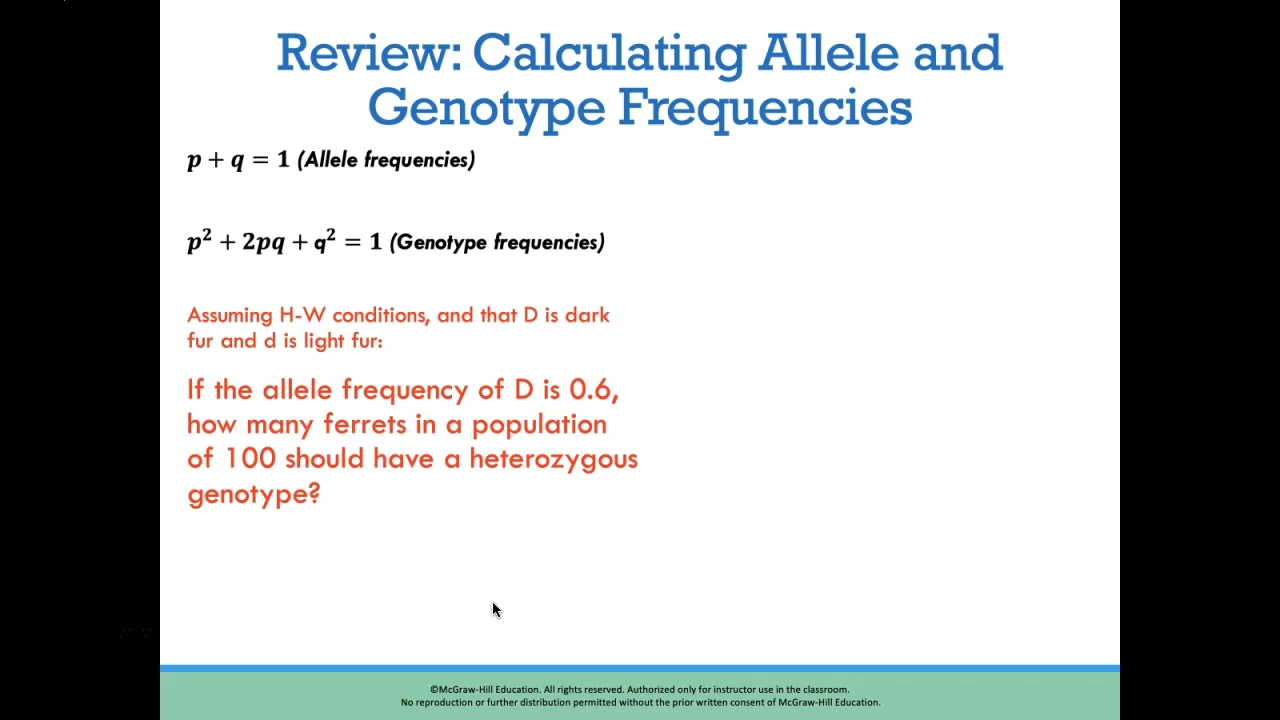 Review: Calculating Allele and
Genotype Frequencies
p + q = 1 (Allele frequencies)
p² + 2pq + q² = 1 (Genotype frequencies)
Assuming H-W conditions, and that D is dark
fur and d is light fur:
If the allele frequency of D is 0.6,
how many ferrets in a population
of 100 should have a heterozygous
genotype?
©McGraw-Hill Education. All rights reserved. Authorized only for instructor use in the classroom.
No reproduction or further distribution permitted without the prior written consent of McGraw-Hill Education.